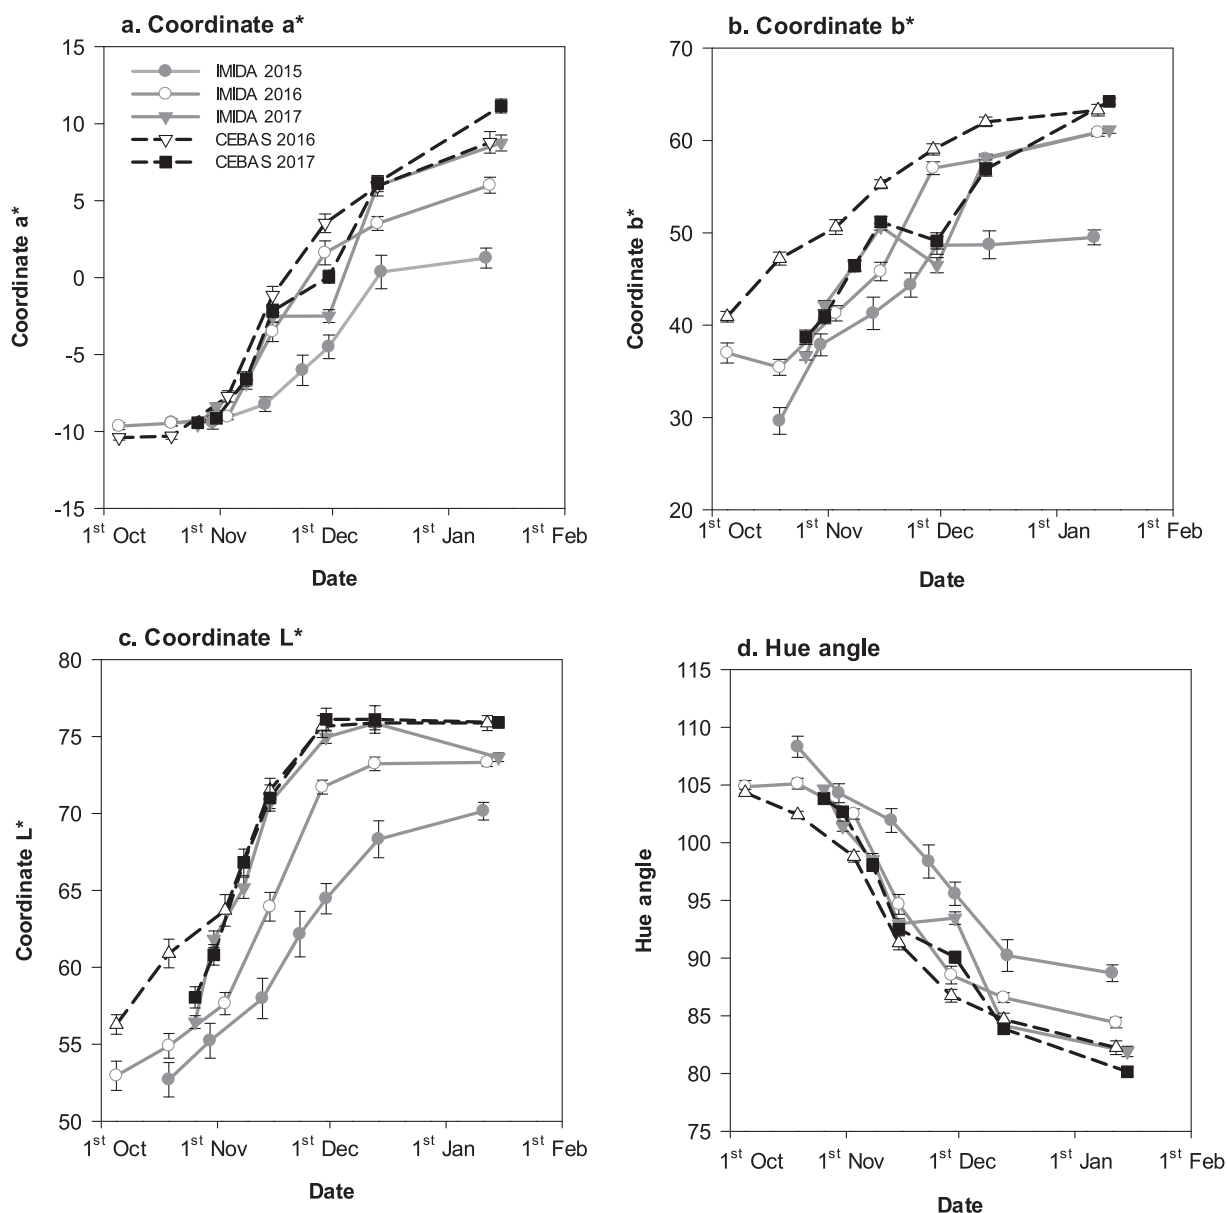 a. Coordinate a*
15
10
5
0
-5
-10
-15
IMIDA 2015
IMIDA 2016
IMIDA 2017
CEBAS 2016
CEBAS 2017
Coordinate a*
1st Oct 1st Nov 1st Dec 1st Jan 1st Feb
Date
b. Coordinate b*
70
60
50
40
30
20
Coordinate b*
1st Oct 1st Nov 1st Dec 1st Jan 1st Feb
Date
c. Coordinate L*
80
75
70
65
60
55
50
Coordinate L*
1st Oct 1st Nov 1st Dec 1st Jan 1st Feb
Date
d. Hue angle
115
110
105
100
95
90
85
80
75
Hue angle
1st Oct 1st Nov 1st Dec 1st Jan 1st Feb
Date